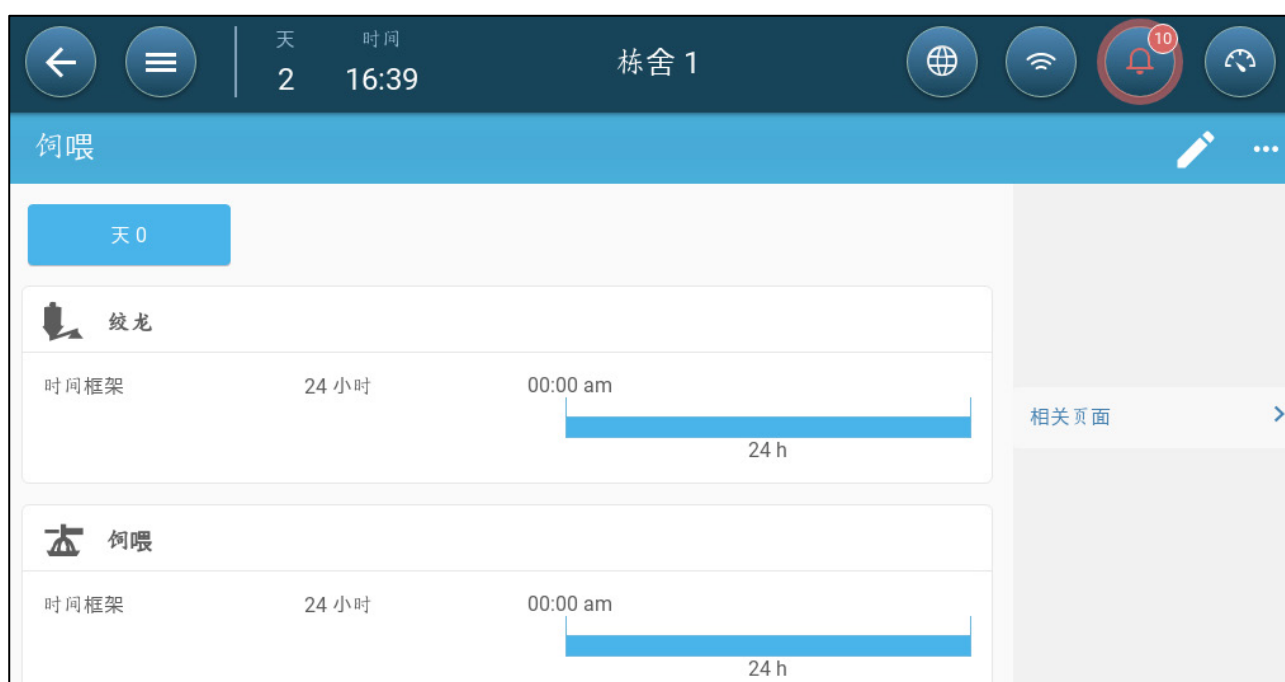 天 时间
2 16:39 栋舍 1 10
饲喂
天 0
绞龙
时间框架 24 小时 00:00 am
24 h
相关页面
饲喂
时间框架 24 小时 00:00 am
24 h